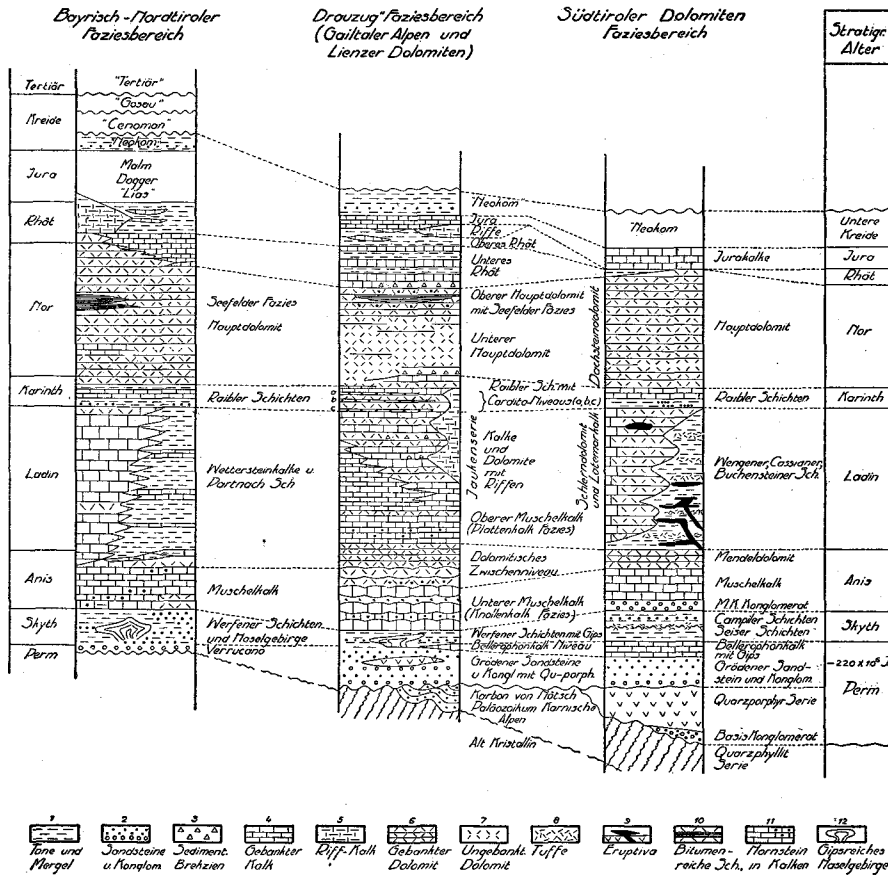 Bayrisch-Nordtiroler
Faziesbereich
Drauzug-Faziesbereich
(Gailtaler Alpen und
Lienzer Dolomiten)
Südtiroler Dolomiten
Faziesbereich
Stratigr.
Alter
Tertiär
Kreide
Jura
Rhät
Nor
Karinth
Ladin
Anis
Skyth
Perm
"Tertiär"
"Gosau"
"Cenoman"
"Neokom"
Malm
Dogger
"Lias"
Seefelder Fazies
Hauptdolomit
Raibler Schichten
Wettersteinkalke u.
Partnach Sch
Muschelkalk
Werfener Schichten
und Haselgebirge
Verrucano
Neokom
Jura
Riffe
Oberes Rhät
Unteres
Rhät
Oberer Hauptdolomit
mit Seefelder Fazies
Unterer
Hauptdolomit
Raibler Sch. mit
Cardita-Niveaus (a,b,c)
Jaukenserie
Kalke
und
Dolomite
mit
Riffen
Oberer Muschelkalk
(Plattenkalk Fazies)
Dolomitisches
Zwischenniveau
Unterer Muschelkalk
(Knollenkalk Fazies)
Werfener Schichten mit Gips
Bellerophonkalk Niveau
Grödener Sandsteine
u Kongl mit Qu-porph.
Karbon von Nötsch
Paläozoikum Karnische
Alpen
Alt Kristallin
Dachsteindolomit
Schlerndolomit
und Latemarkalk
Neokom
Jurakalke
Hauptdolomit
Raibler Schichten
Wengener, Cassianer,
Buchensteiner Sch.
Mendeldolomit
Muschelkalk
M.K. Konglomerat
Campiler Schichten
Seiser Schichten
Bellerophonkalk
mit Gips
Grödener Sand-
stein und Konglom.
Quarzporphyr Serie
Basis Konglomerat
Quarzphyllit
Serie
Untere
Kreide
Jura
Rhät
Nor
Karinth
Ladin
Anis
Skyth
-220 x 10⁶ J
Perm
1 2 3 4 5 6 7 8 9 10 11 12
Tone und
Mergel
Sandsteine
u. Konglom
Sediment.
Brekzien
Gebankter
Kalk
Riff-Kalk
Gebankter
Dolomit
Ungebankt.
Dolomit
Tuffe
Eruptiva
Bitumen-
reiche Sch.
Hornstein
in Kalken
Gipsreiches
Haselgebirge